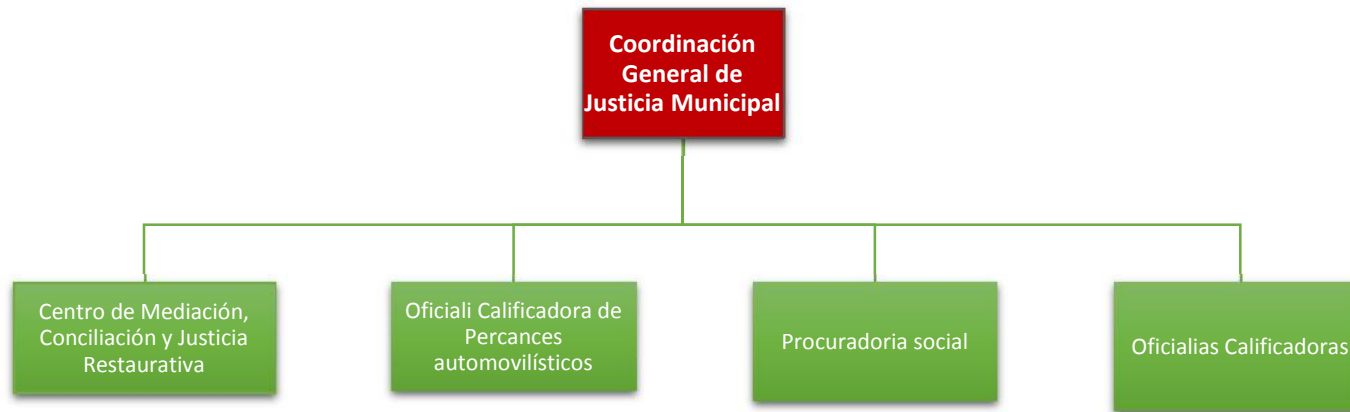 Coordinación
General de
Justicia Municipal
Centro de Mediación,
Conciliación y Justicia
Restaurativa
Oficiali Calificadora de
Percances
automovilísticos
Procuradoria social
Oficialias Calificadoras